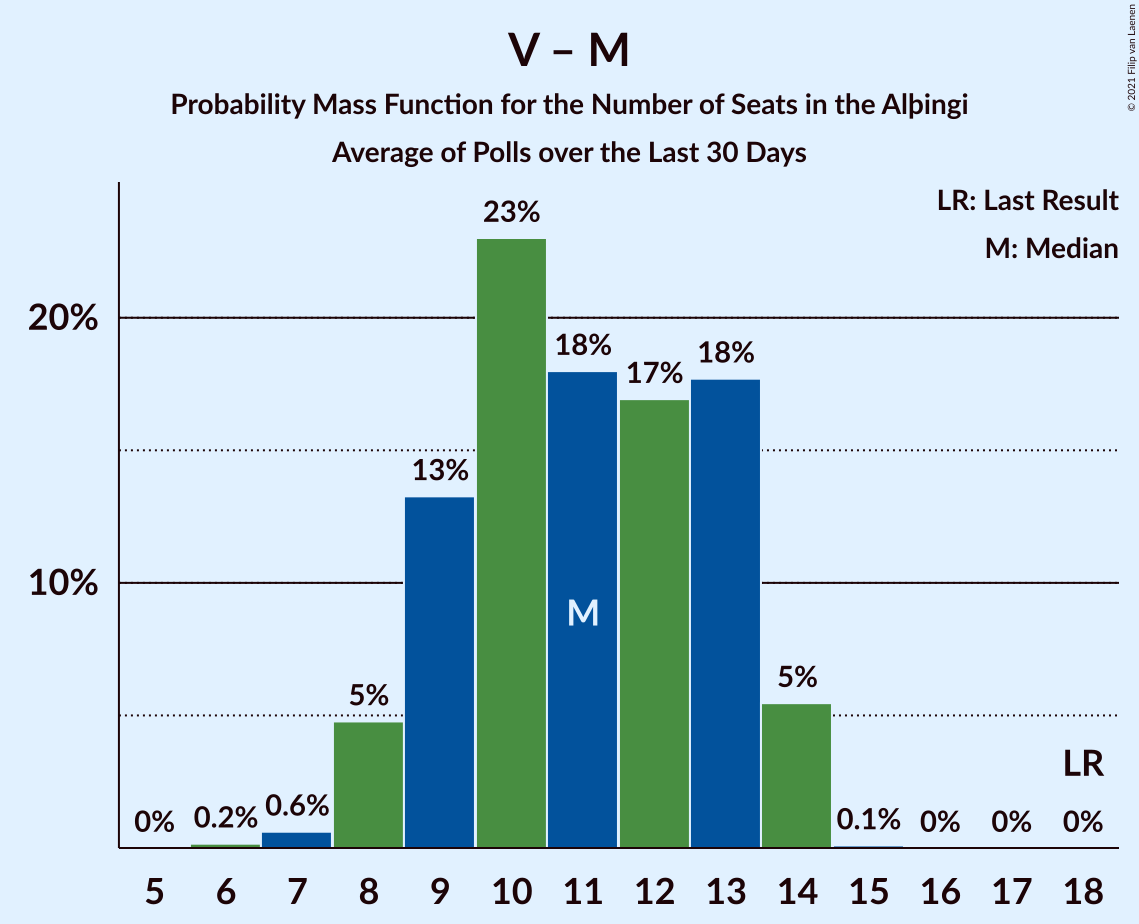 V – M
Probability Mass Function for the Number of Seats in the Alþingi
Average of Polls over the Last 30 Days
© 2021 Filip van Laenen
LR: Last Result
M: Median
20%
10%
0%
0.2%
0.6%
5%
13%
23%
18%
17%
18%
5%
0.1%
0%
0%
0%
M
LR
5 6 7 8 9 10 11 12 13 14 15 16 17 18